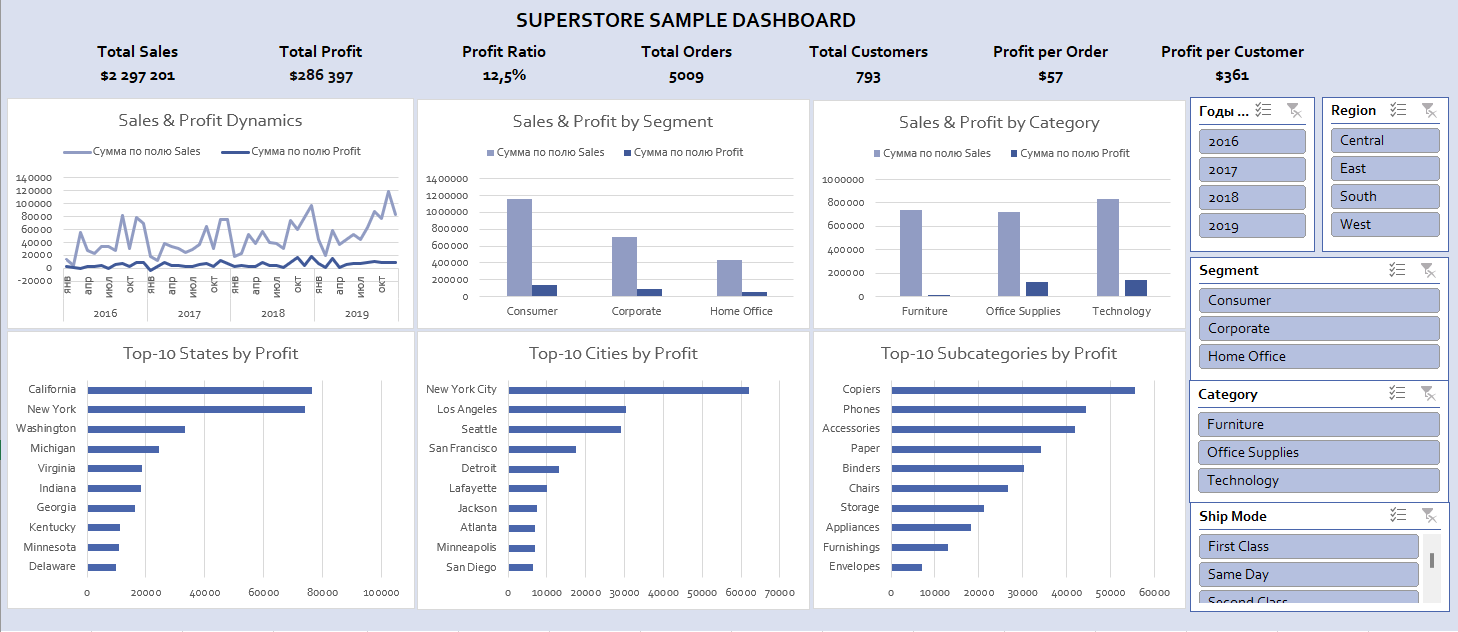 SUPERSTORE SAMPLE DASHBOARD
Total Sales
$2 297 201
Total Profit
$286 397
Profit Ratio
12,5%
Total Orders
5009
Total Customers
793
Profit per Order
$57
Profit per Customer
$361
Sales & Profit Dynamics
Сумма по полю Sales
Сумма по полю Profit
140000
120000
100000
80000
60000
40000
20000
0
-20000
янв
апр
июл
окт
янв
апр
июл
окт
янв
апр
июл
окт
янв
апр
июл
окт
2016
2017
2018
2019
Sales & Profit by Segment
Сумма по полю Sales
Сумма по полю Profit
1400000
1200000
1000000
800000
600000
400000
200000
0
Consumer
Corporate
Home Office
Sales & Profit by Category
Сумма по полю Sales
Сумма по полю Profit
1000000
800000
600000
400000
200000
0
Furniture
Office Supplies
Technology
Top-10 States by Profit
California
New York
Washington
Michigan
Virginia
Indiana
Georgia
Kentucky
Minnesota
Delaware
0
20000
40000
60000
80000
100000
Top-10 Cities by Profit
New York City
Los Angeles
Seattle
San Francisco
Detroit
Lafayette
Jackson
Atlanta
Minneapolis
San Diego
0
10000
20000
30000
40000
50000
60000
70000
Top-10 Subcategories by Profit
Copiers
Phones
Accessories
Paper
Binders
Chairs
Storage
Appliances
Furnishings
Envelopes
0
10000
20000
30000
40000
50000
60000
Годы ...
2016
2017
2018
2019
Region
Central
East
South
West
Segment
Consumer
Corporate
Home Office
Category
Furniture
Office Supplies
Technology
Ship Mode
First Class
Same Day
Second Class